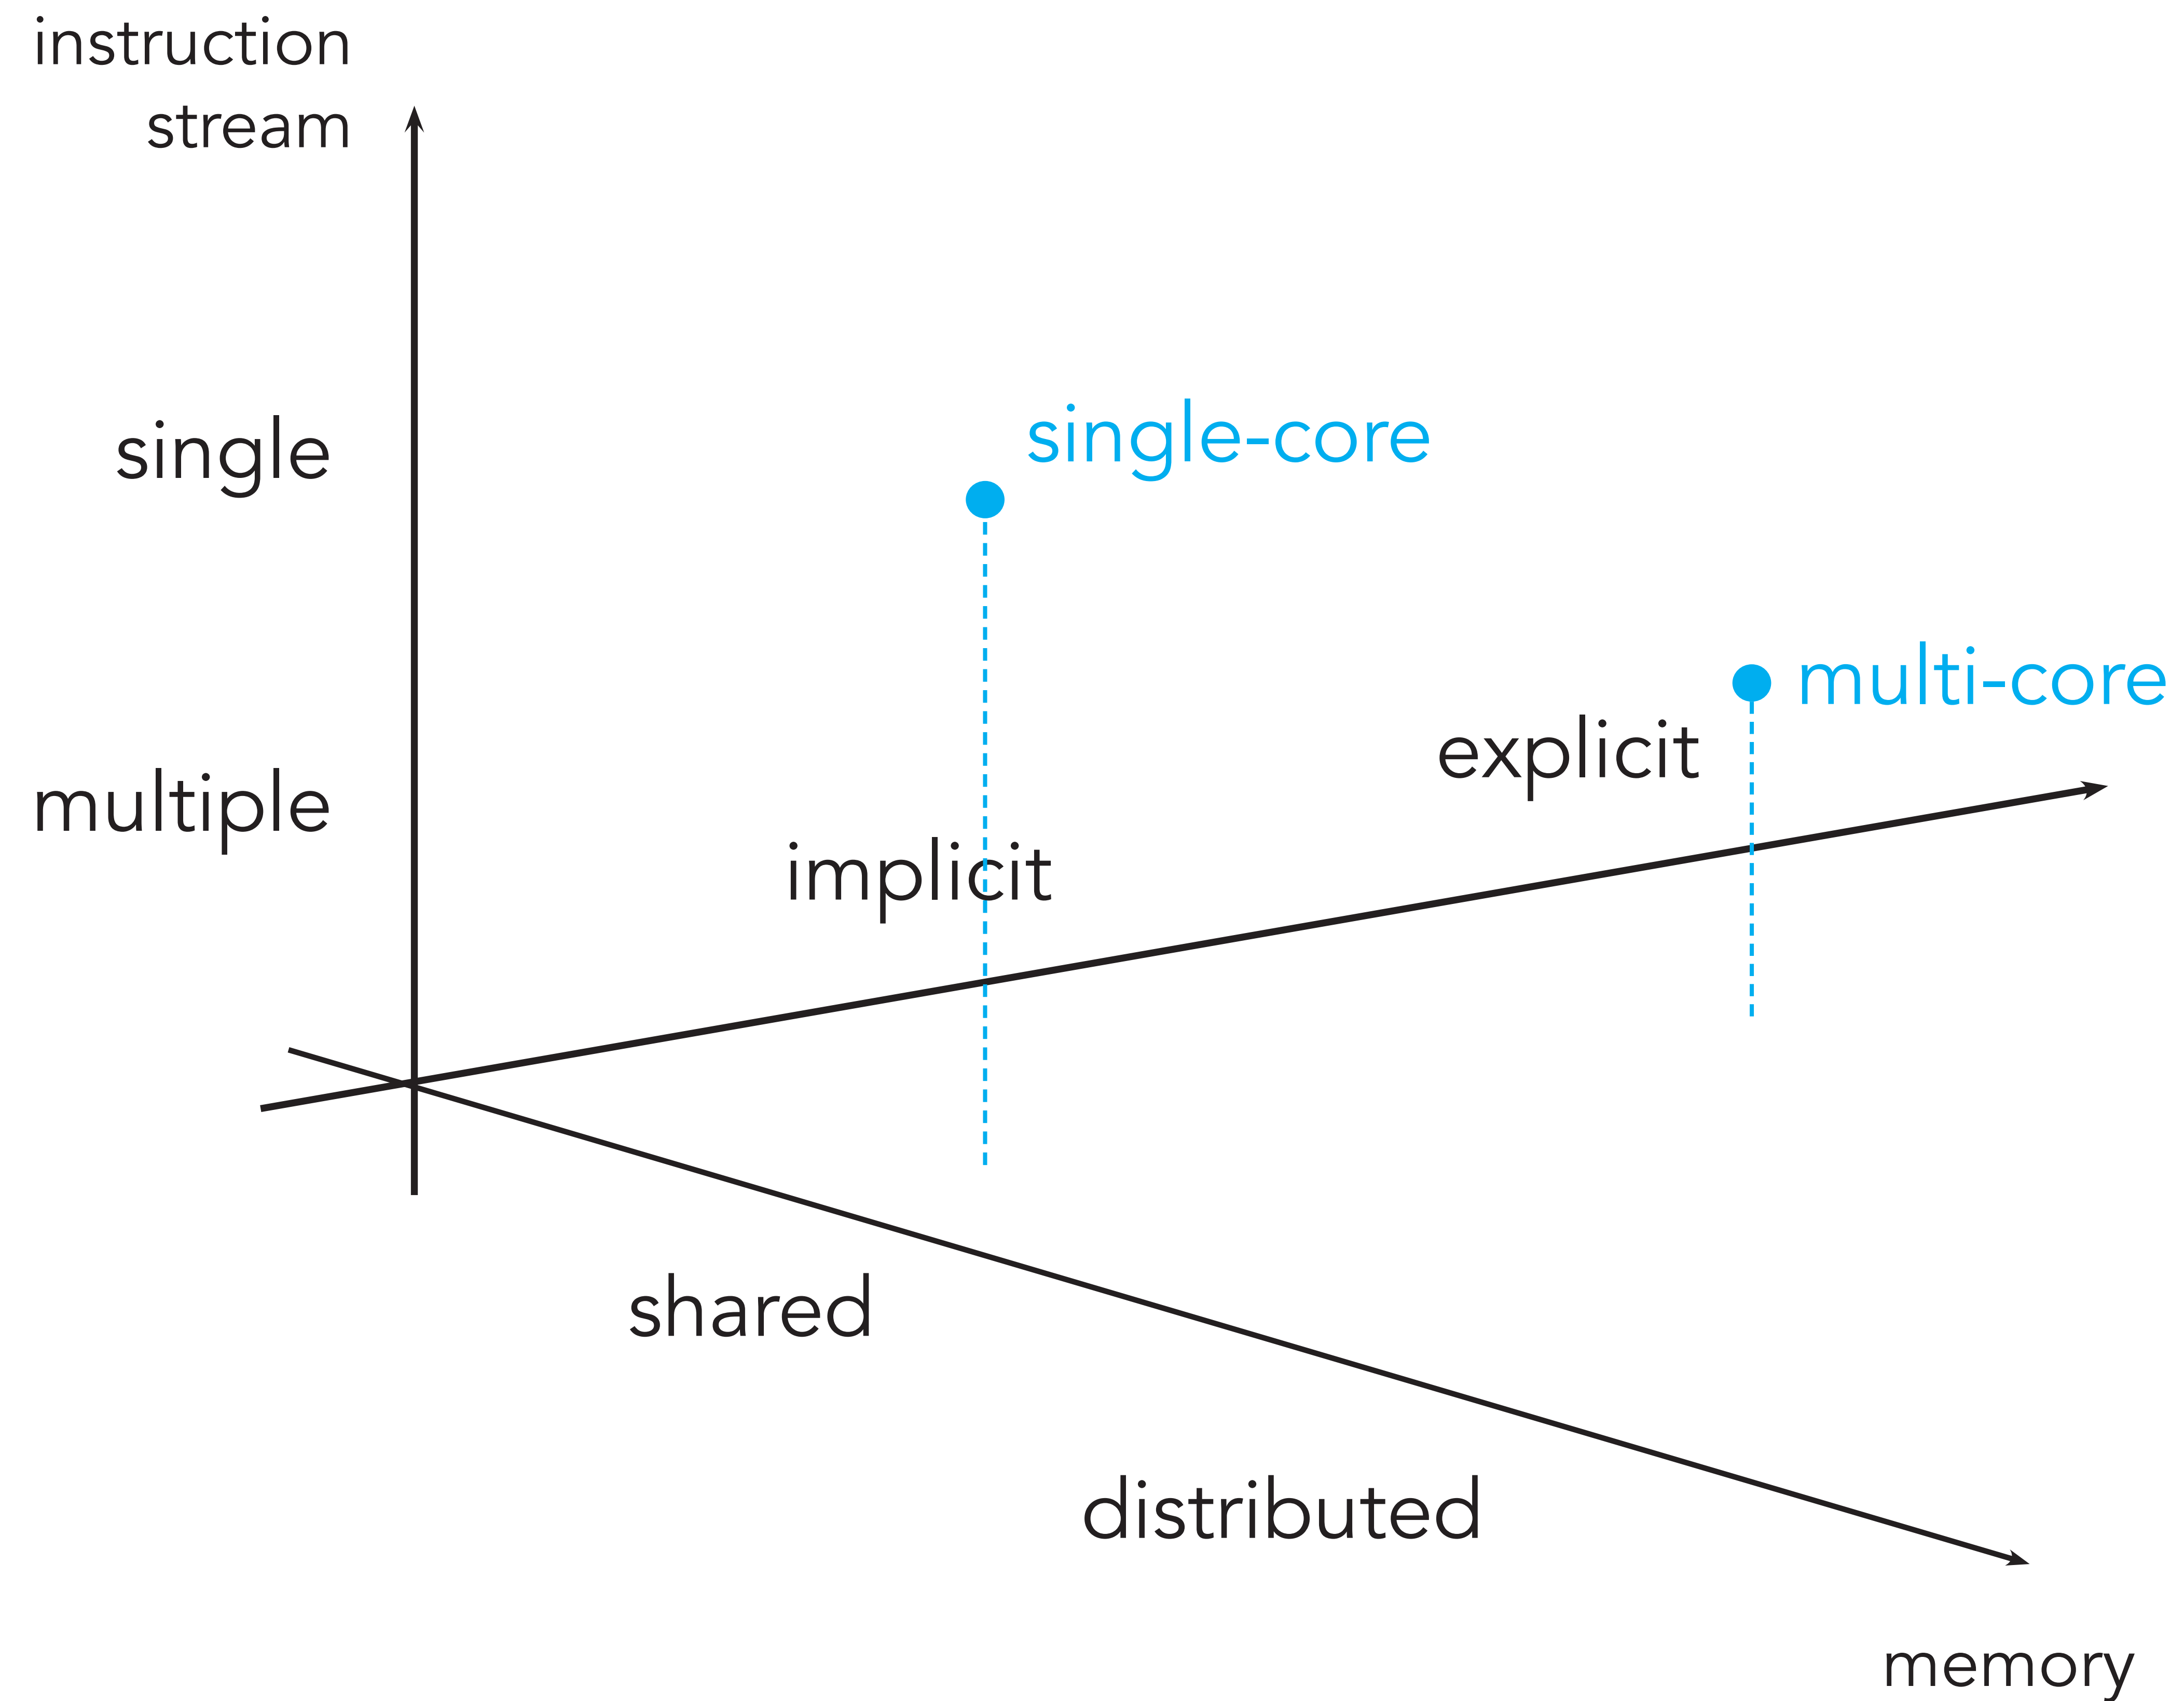 instruction
stream
single
single-core
multi-core
explicit
multiple
implicit
shared
distributed
memory